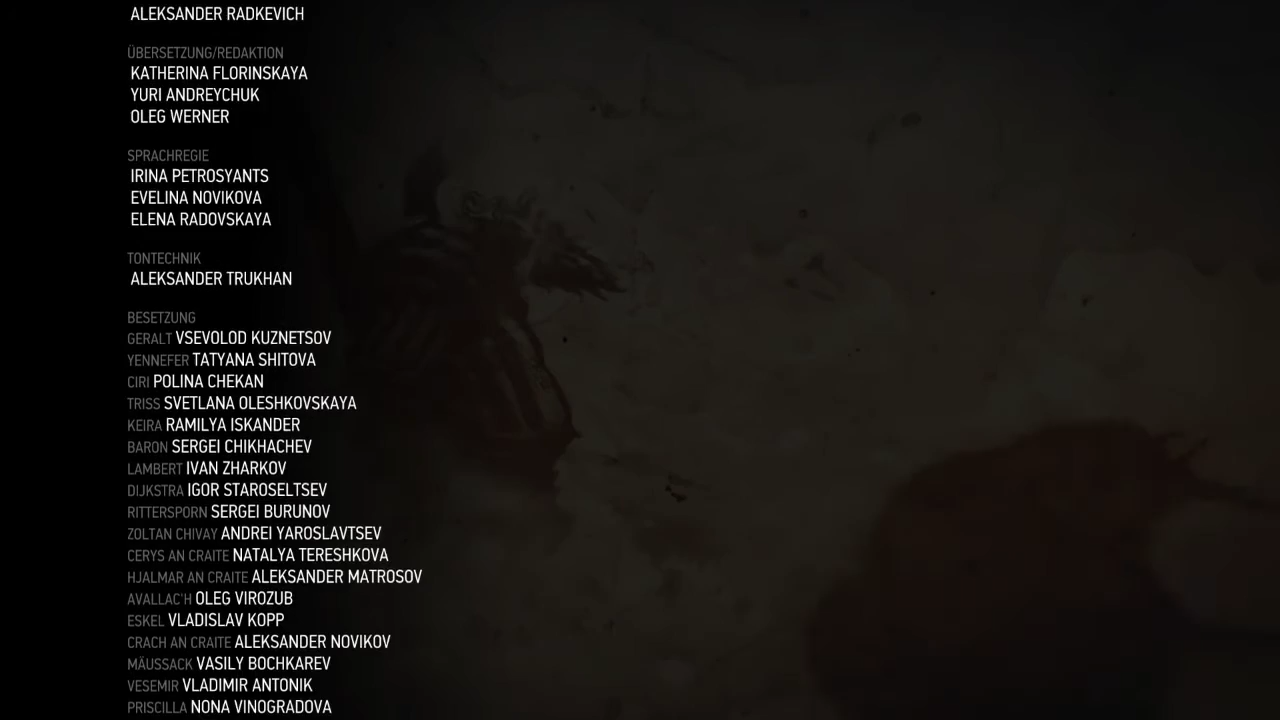 ALEKSANDER RADKEVICH
ÜBERSETZUNG/REDAKTION
KATHERINA FLORINSKAYA
YURI ANDREYCHUK
OLEG WERNER
SPRACHREGIE
IRINA PETROSYANTS
EVELINA NOVIKOVA
ELENA RADOVSKAYA
TONTECHNIK
ALEKSANDER TRUKHAN
BESETZUNG
GERALT VSEVOLOD KUZNETSOV
YENNEFER TATYANA SHITOVA
CIRI POLINA CHEKAN
TRISS SVETLANA OLESHKOVSKAYA
KEIRA RAMILYA ISKANDER
BARON SERGEI CHIKHACHEV
LAMBERT IVAN ZHARKOV
DIJKSTRA IGOR STAROSELTSEV
RITTERSPORN SERGEI BURUNOV
ZOLTAN CHIVAY ANDREI YAROSLAVTSEV
CERYS AN CRAITE NATALYA TERESHKOVA
HJALMAR AN CRAITE ALEKSANDER MATROSOV
AVALLAC'H OLEG VIROZUB
ESKEL VLADISLAV KOPP
CRACH AN CRAITE ALEKSANDER NOVIKOV
MÄUSSACK VASILY BOCHKAREV
VESEMIR VLADIMIR ANTONIK
PRISCILLA NONA VINOGRADOVA